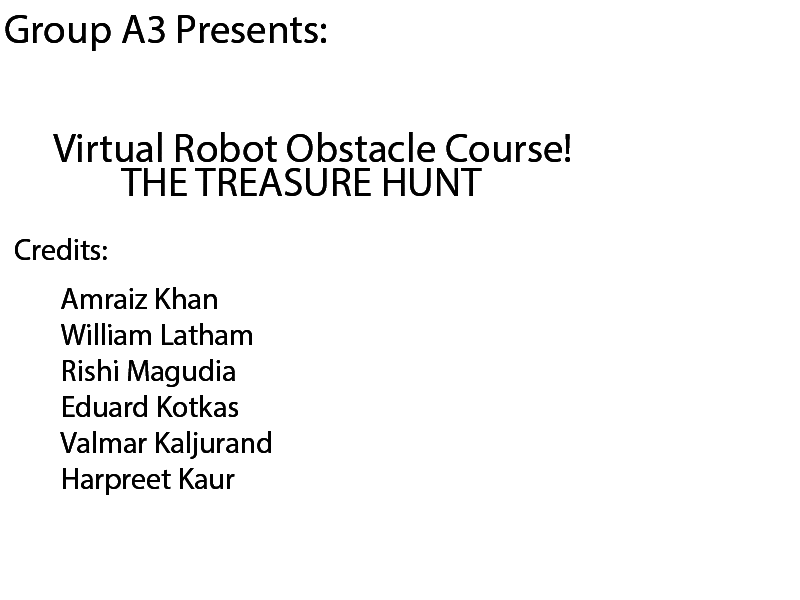 Group A3 Presents:
Virtual Robot Obstacle Course!
THE TREASURE HUNT
Credits:
Amraiz Khan
William Latham
Rishi Magudia
Eduard Kotkas
Valmar Kaljurand
Harpreet Kaur